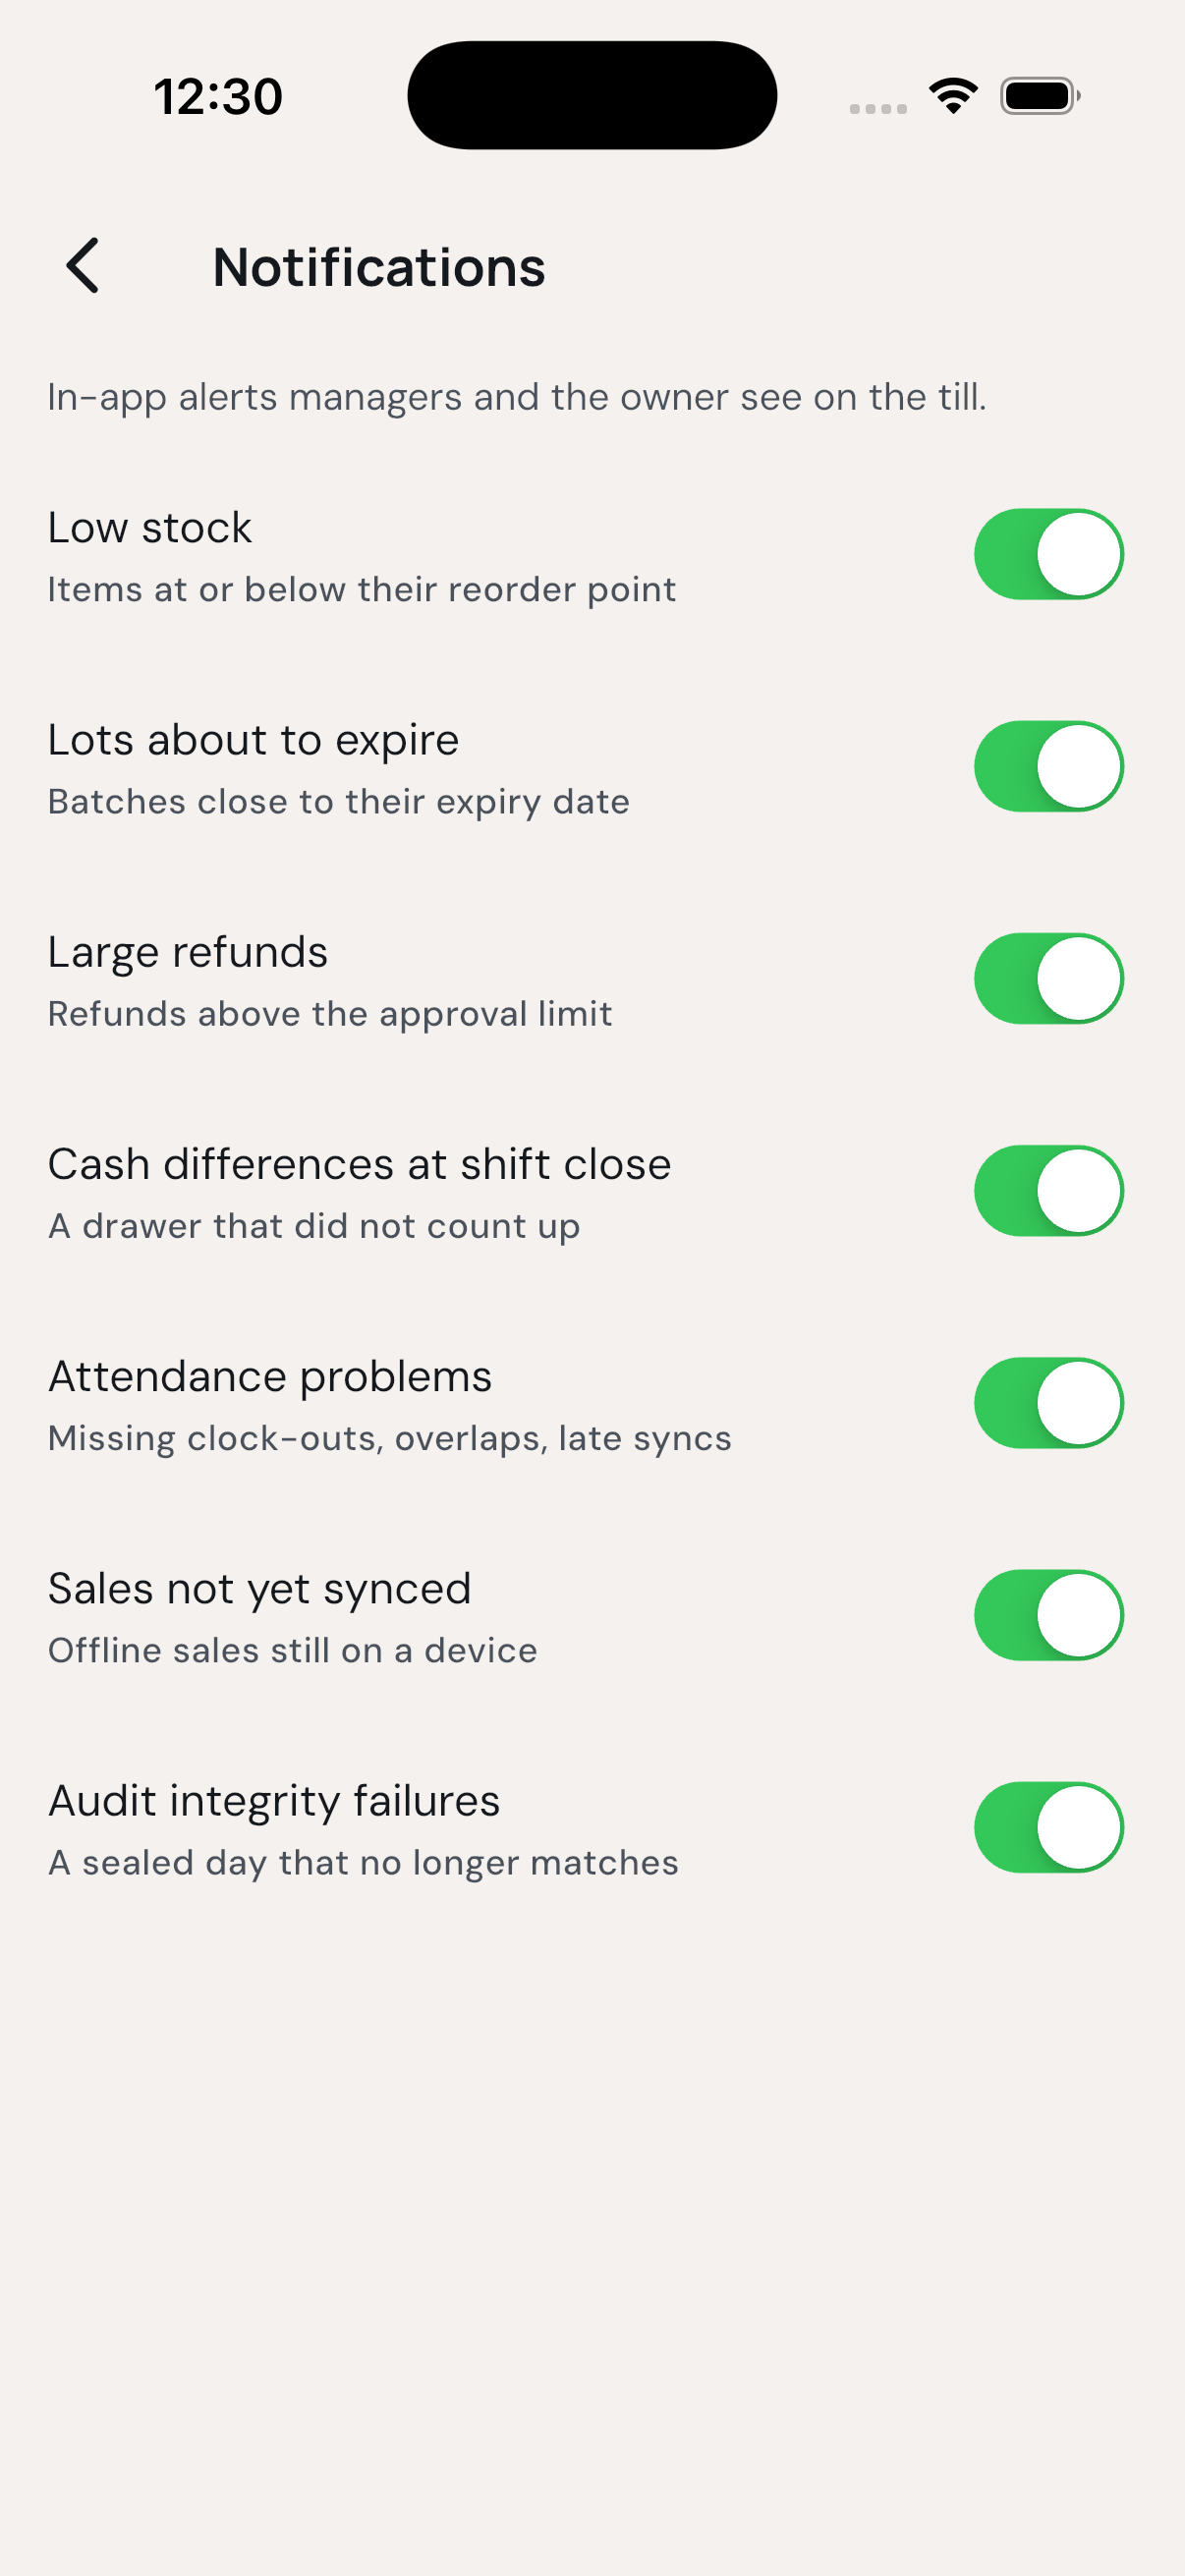 12:30
Notifications
In-app alerts managers and the owner see on the till.
Low stock
Items at or below their reorder point
Lots about to expire
Batches close to their expiry date
Large refunds
Refunds above the approval limit
Cash differences at shift close
A drawer that did not count up
Attendance problems
Missing clock-outs, overlaps, late syncs
Sales not yet synced
Offline sales still on a device
Audit integrity failures
A sealed day that no longer matches